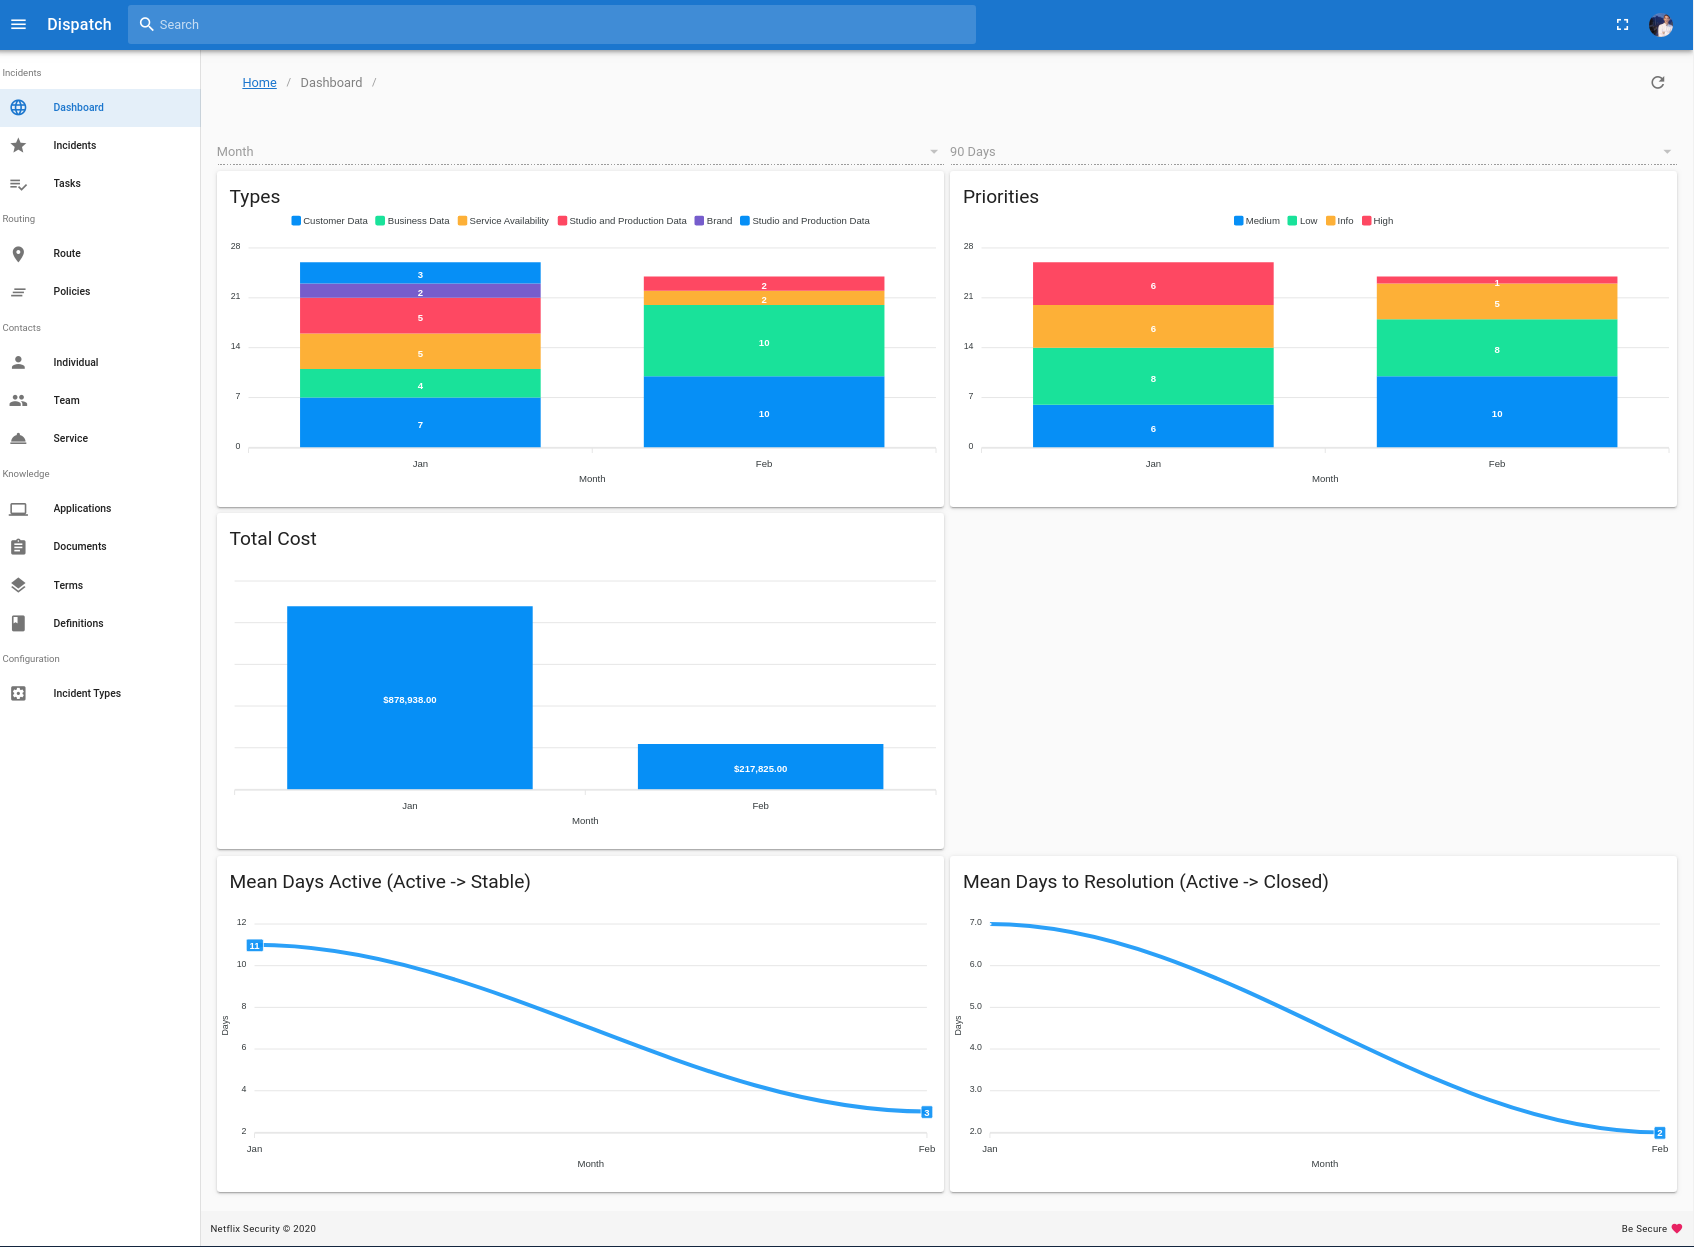 Dispatch
Search
Incidents
Dashboard
Incidents
Tasks
Routing
Route
Policies
Contacts
Individual
Team
Service
Knowledge
Applications
Documents
Terms
Definitions
Configuration
Incident Types
Home / Dashboard /
Month
90 Days
Types
Customer Data Business Data Service Availability Studio and Production Data Brand Studio and Production Data
28
21
14
7
0
3
2
5
5
4
7
2
2
10
10
Jan Feb
Month
Priorities
Medium Low Info High
28
21
14
7
0
6
6
8
6
1
5
8
10
Jan Feb
Month
Total Cost
$878,938.00
$217,825.00
Jan Feb
Month
Mean Days Active (Active -> Stable)
12
10
8
6
4
2
Days
11
3
Jan Feb
Month
Mean Days to Resolution (Active -> Closed)
7.0
6.0
5.0
4.0
3.0
2.0
Days
2
Jan Feb
Month
Netflix Security © 2020
Be Secure